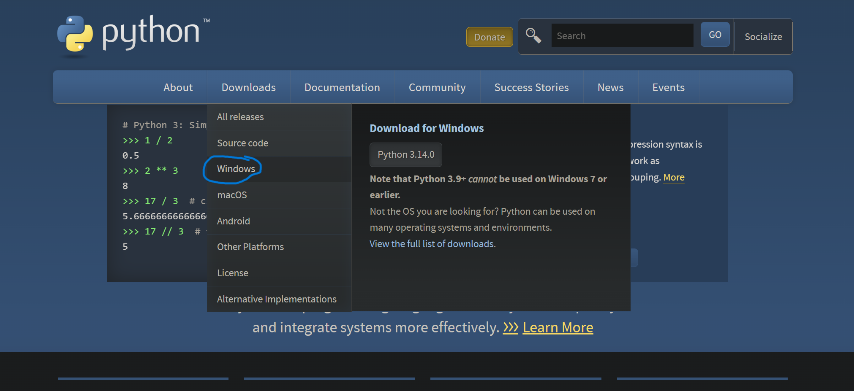 python™
Donate
Search
GO
Socialize
About
Downloads
Documentation
Community
Success Stories
News
Events
# Python 3:
>>> 1 / 2
0.5
>>> 2 ** 3
8
>>> 17 / 3 #
5.666666666666
>>> 17 // 3 #
5
All releases
Source code
Windows
macOS
Android
Other Platforms
License
Alternative Implementations
Download for Windows
Python 3.14.0
Note that Python 3.9+ cannot be used on Windows 7 or
earlier.
Not the OS you are looking for? Python can be used on
many operating systems and environments.
View the full list of downloads.
syntax is
work as
More
and integrate systems more effectively. >>> Learn More